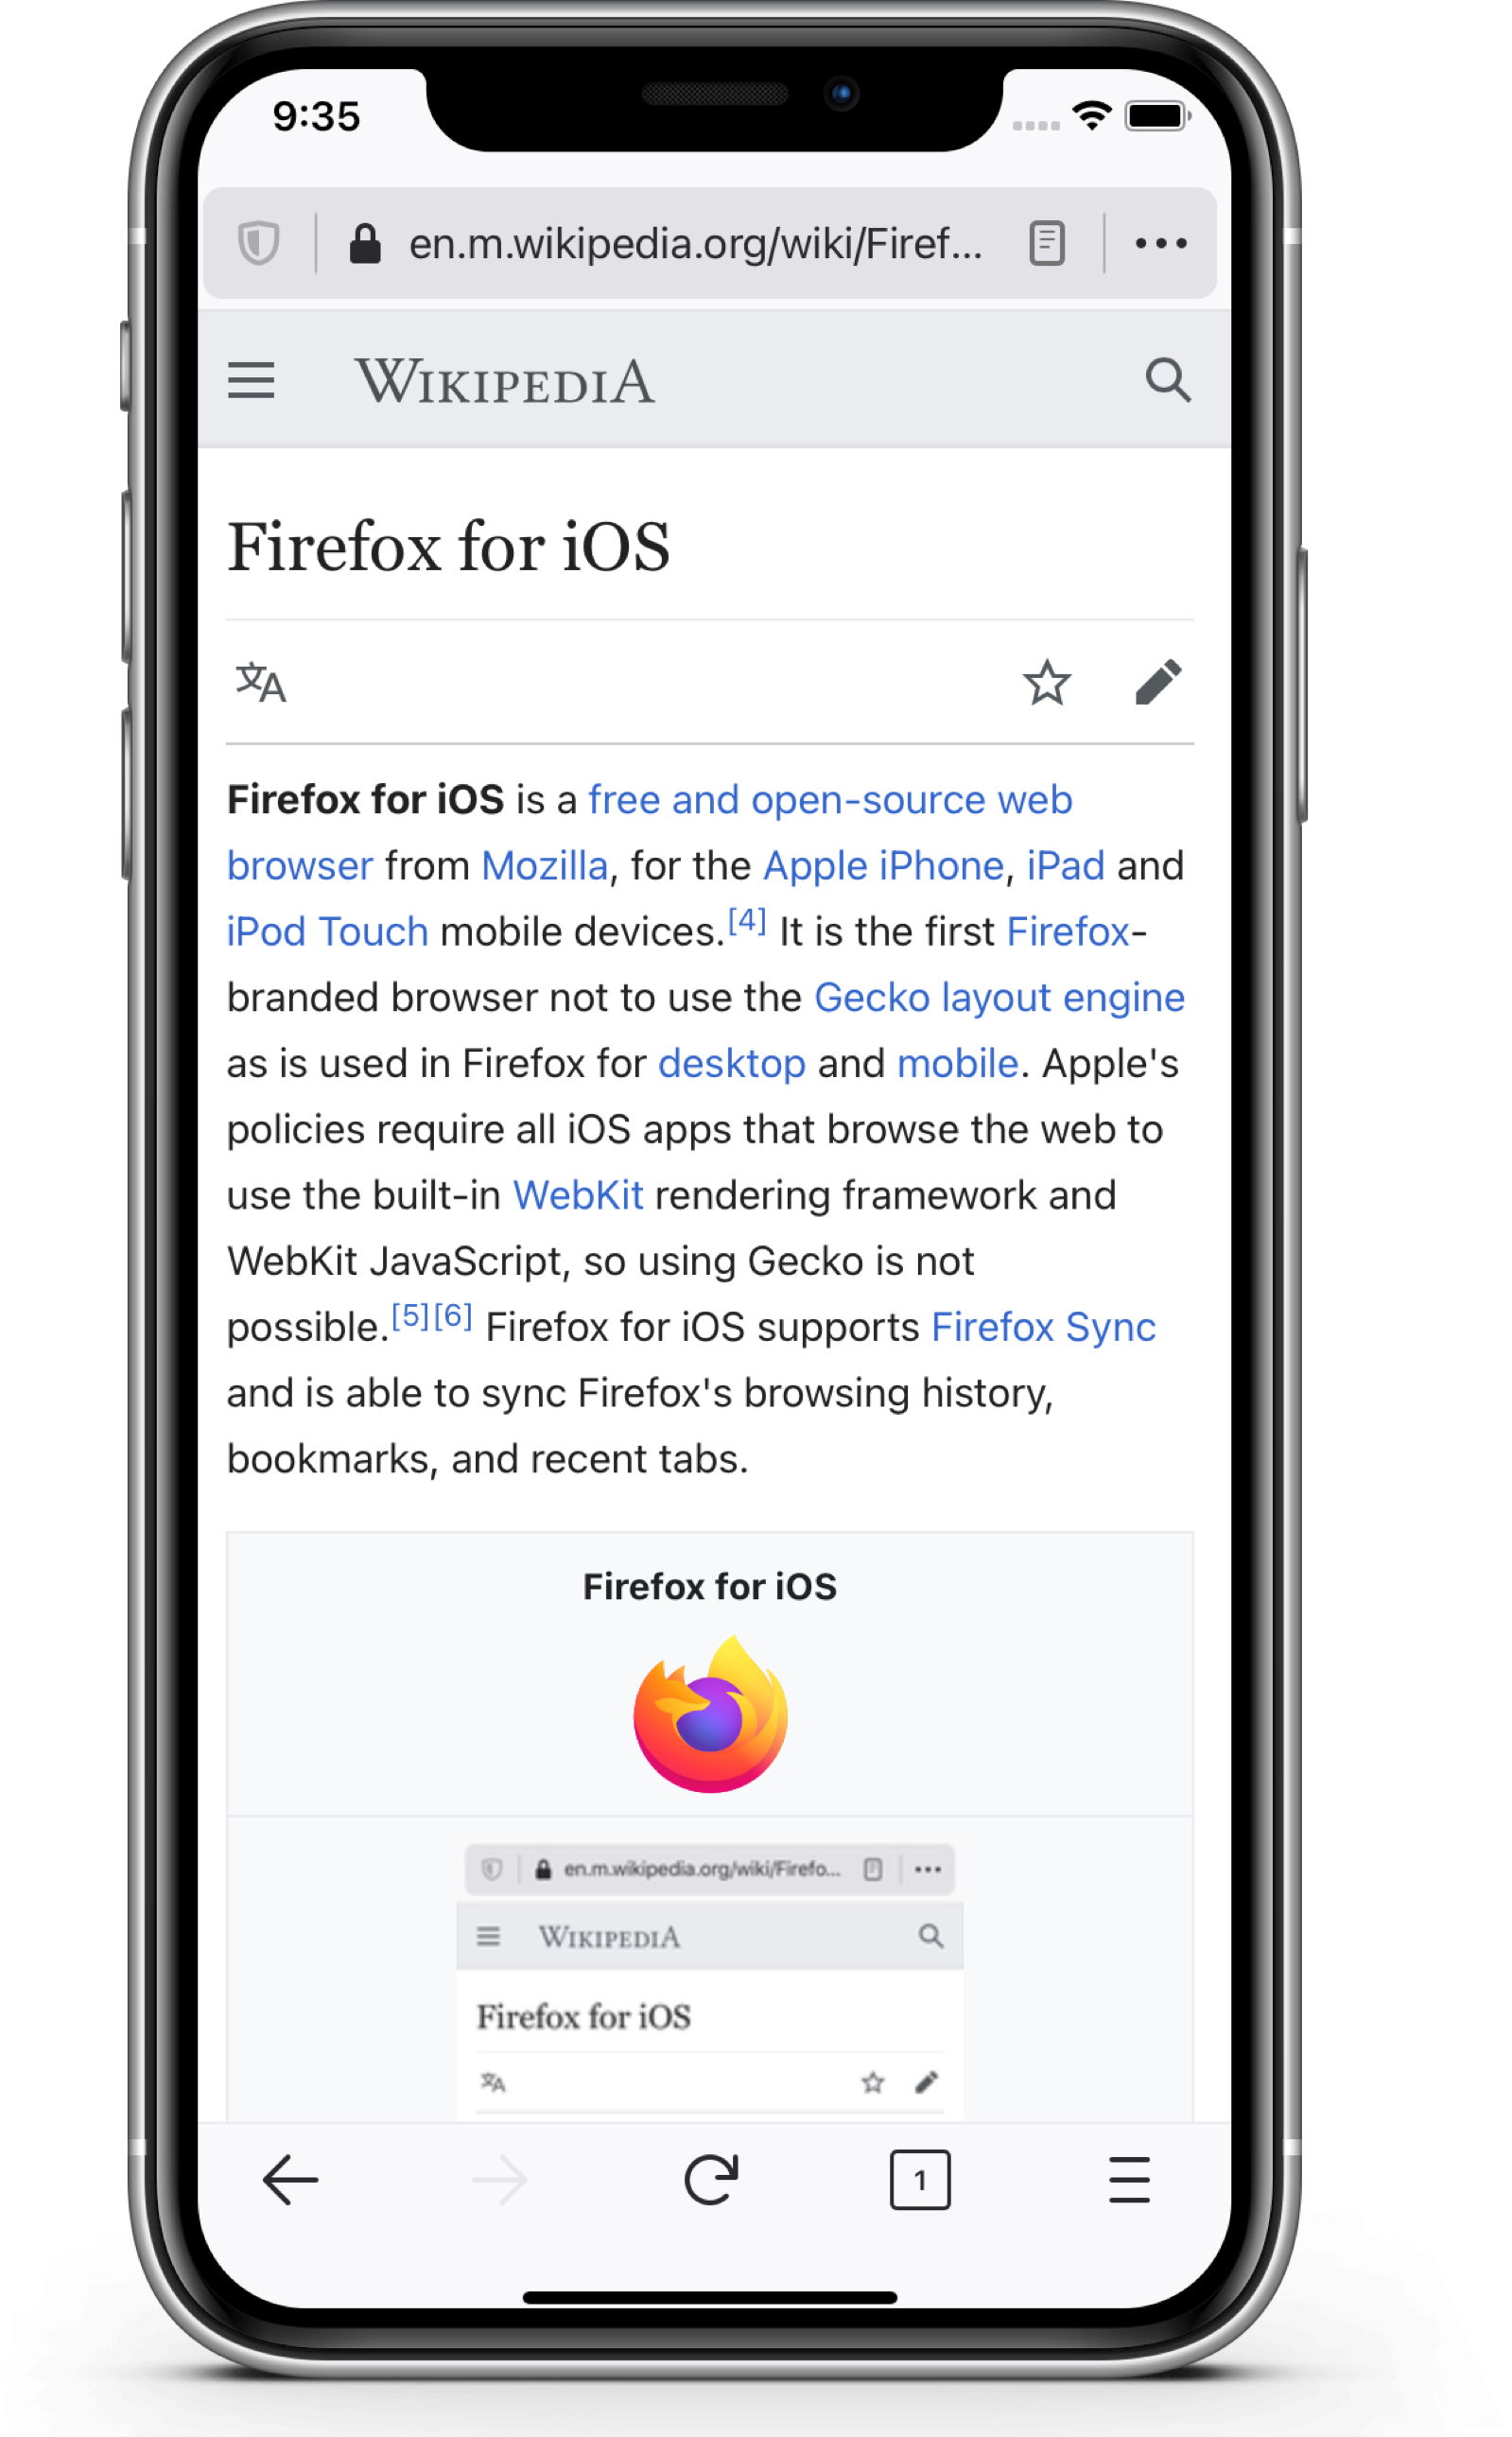 9:35
en.m.wikipedia.org/wiki/Firef...
WIKIPEDIA
Firefox for iOS
文A
Firefox for iOS is a free and open-source web
browser from Mozilla, for the Apple iPhone, iPad and
iPod Touch mobile devices.[4] It is the first Firefox-
branded browser not to use the Gecko layout engine
as is used in Firefox for desktop and mobile. Apple's
policies require all iOS apps that browse the web to
use the built-in WebKit rendering framework and
WebKit JavaScript, so using Gecko is not
possible.[5][6] Firefox for iOS supports Firefox Sync
and is able to sync Firefox's browsing history,
bookmarks, and recent tabs.
Firefox for iOS
en.m.wikipedia.org/wiki/Firefo...
WIKIPEDIA
Firefox for iOS
文A
1